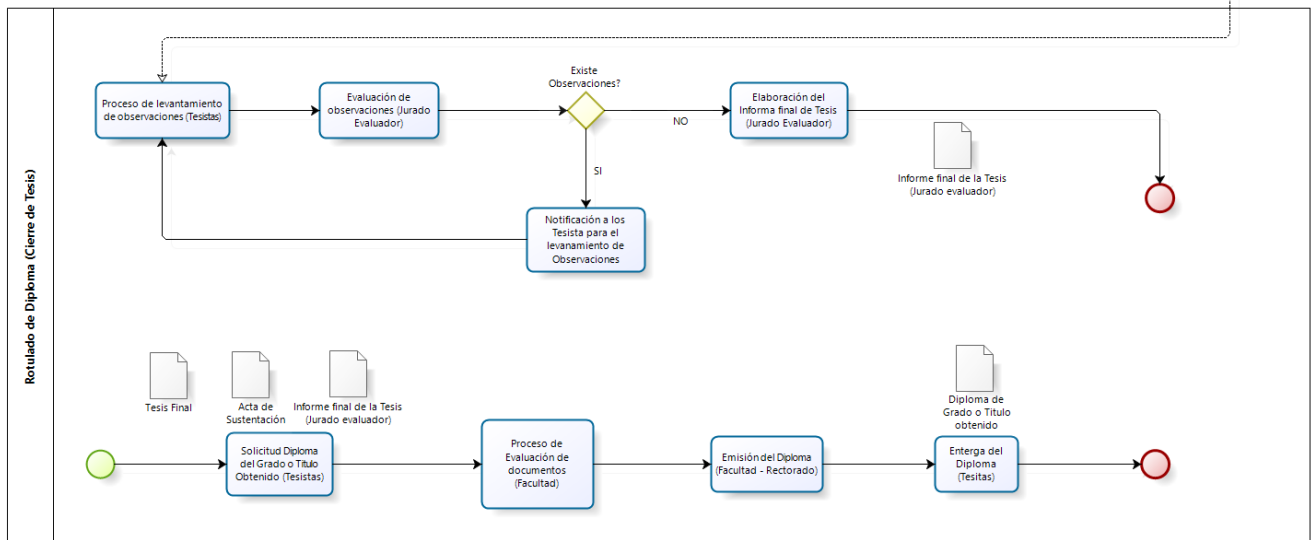 Rotulado de Diploma (Cierre de Tesis)
Existe
Observaciones?
Proceso de levantamiento
de observaciones (Tesistas)
Evaluación de
observaciones (Jurado
Evaluador)
NO
Elaboración del
Informa final de Tesis
(Jurado Evaluador)
Informe final de la Tesis
(Jurado evaluador)
SI
Notificación a los
Tesista para el
levanamiento de
Observaciones
Tesis Final
Acta de
Sustentación
Informe final de la Tesis
(Jurado evaluador)
Diploma de
Grado o Titulo
obtenido
Solicitud Diploma
del Grado o Título
Obtenido (Tesistas)
Proceso de
Evaluación de
documentos
(Facultad)
Emisión del Diploma
(Facultad - Rectorado)
Enterga del
Diploma
(Tesitas)